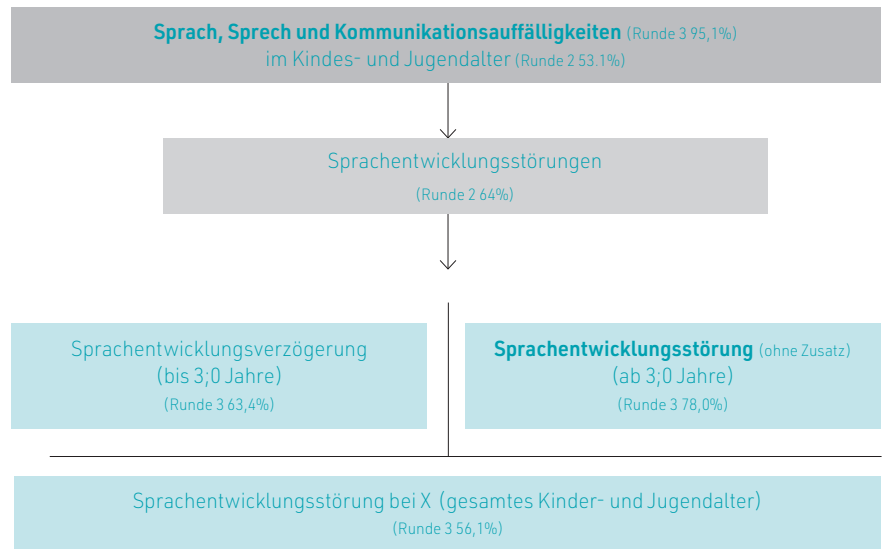 Sprach, Sprech und Kommunikationsauffälligkeiten (Runde 3 95,1%)
im Kindes- und Jugendalter (Runde 2 53.1%)
Sprachentwicklungsstörungen
(Runde 2 64%)
Sprachentwicklungsverzögerung
(bis 3;0 Jahre)
(Runde 3 63,4%)
Sprachentwicklungsstörung (ohne Zusatz)
(ab 3;0 Jahre)
(Runde 3 78,0%)
Sprachentwicklungsstörung bei X (gesamtes Kinder- und Jugendalter)
(Runde 3 56,1%)